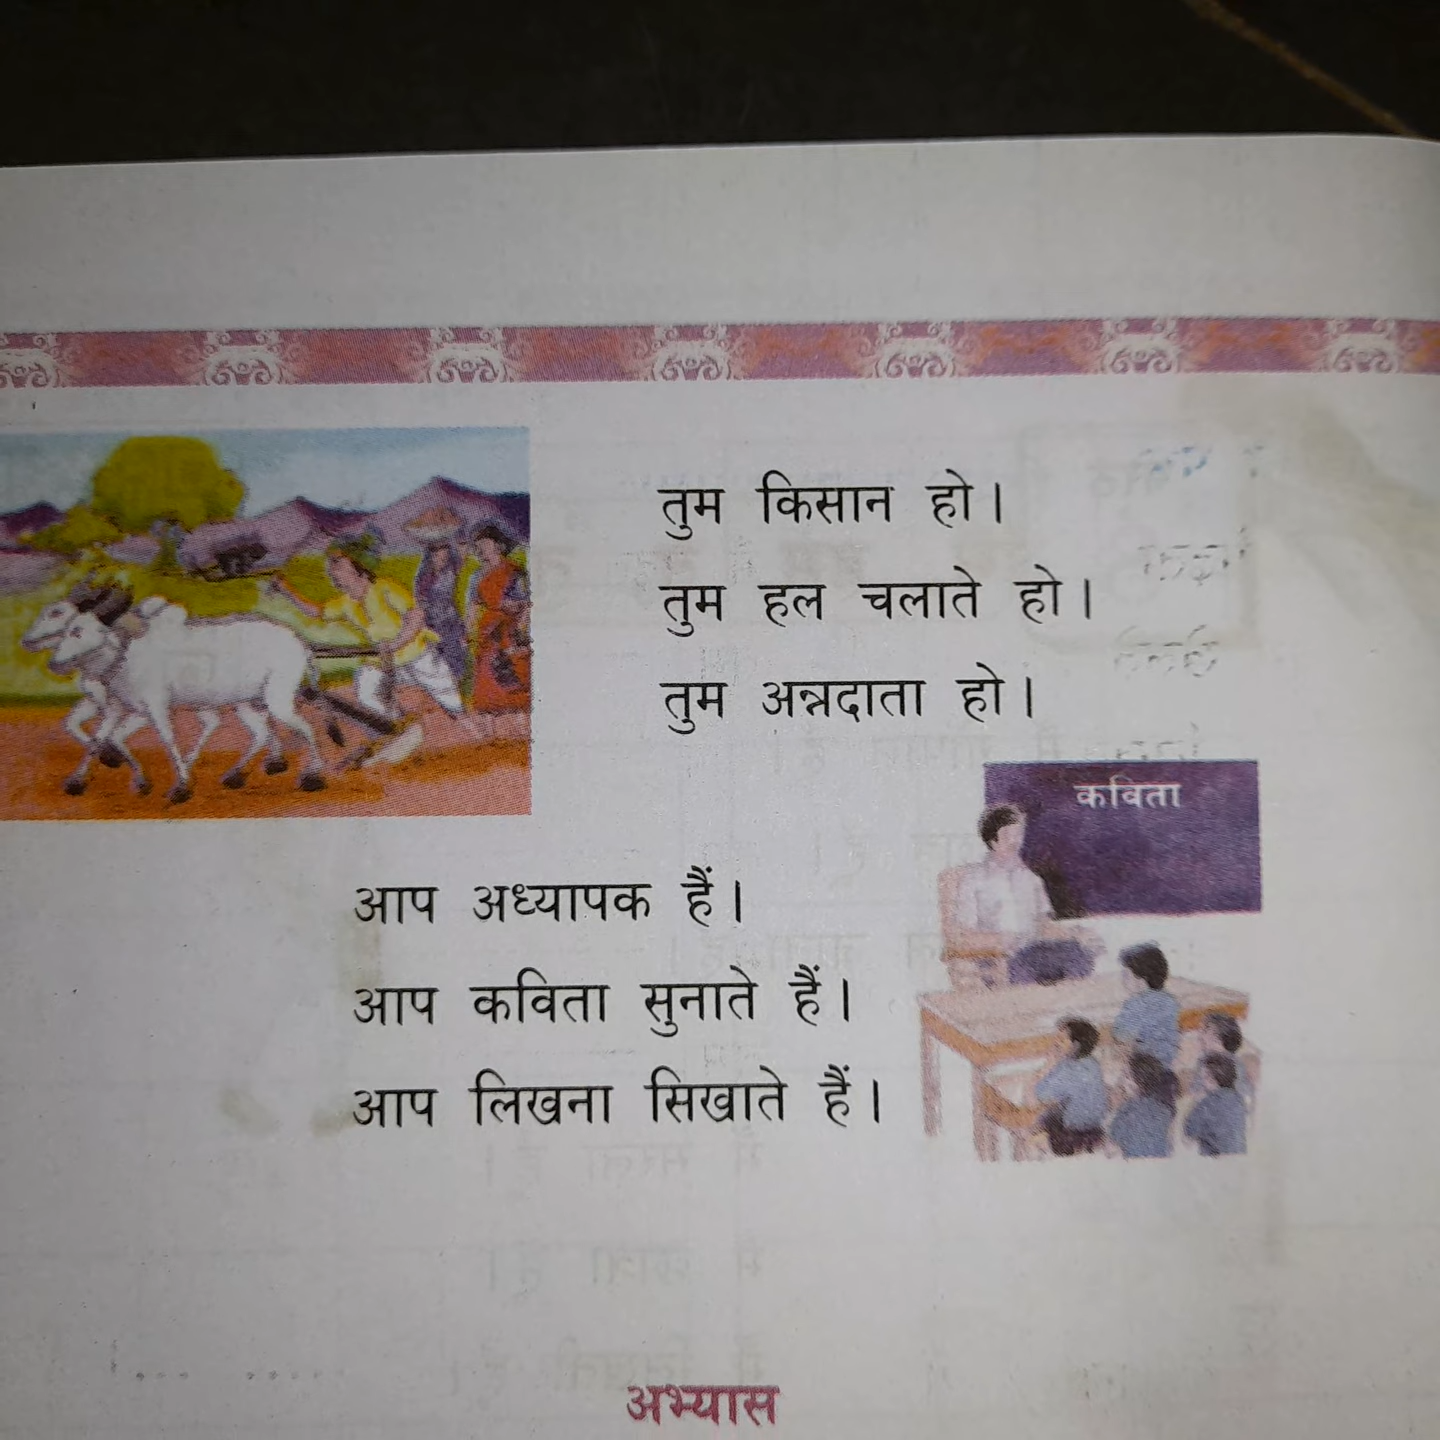 तुम किसान हो।
तुम हल चलाते हो।
तुम अन्नदाता हो।
कविता
आप अध्यापक हैं।
आप कविता सुनाते हैं।
आप लिखना सिखाते हैं।
अभ्यास